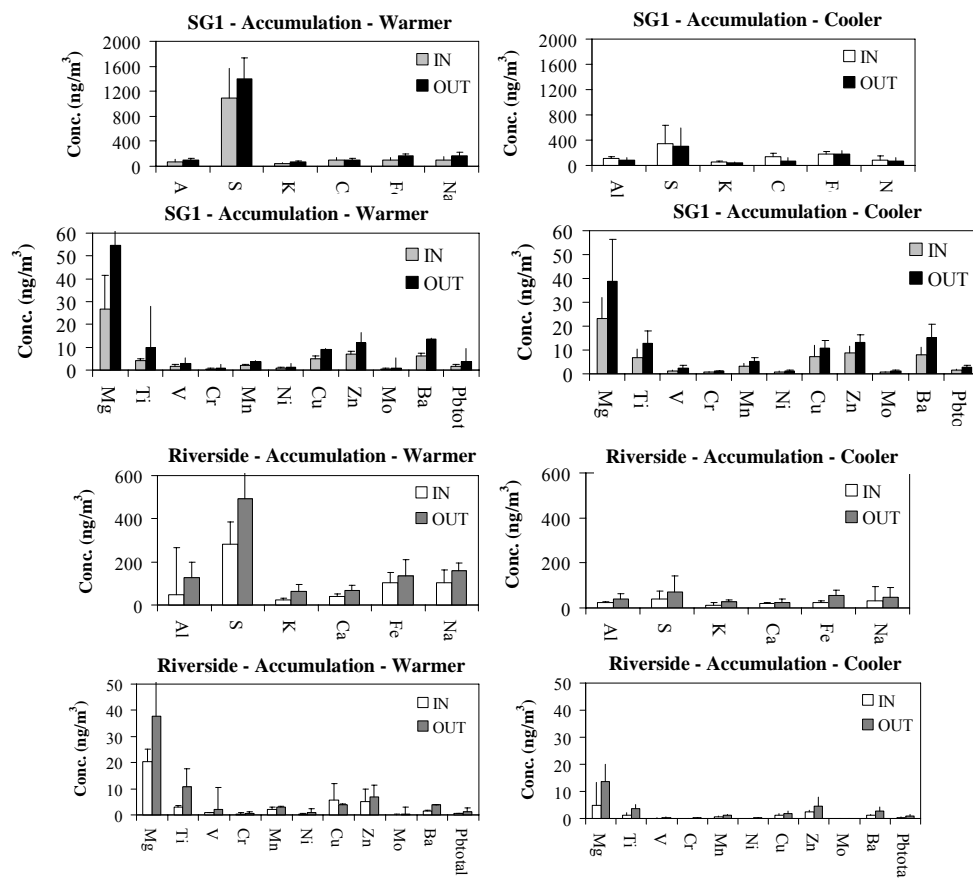 SG1 - Accumulation - Warmer
Conc. (ng/m³)
2000
1600
1200
800
400
0
IN
OUT
A
S
K
C
Na
SG1 - Accumulation - Cooler
Conc. (ng/m³)
2000
1600
1200
800
400
0
IN
OUT
Al
S
K
C
N
SG1 - Accumulation - Warmer
Conc. (ng/m³)
60
50
40
30
20
10
0
IN
OUT
Mg
Ti
V
Cr
Mn
Ni
Cu
Zn
Mo
Ba
Pbtot
SG1 - Accumulation - Cooler
Conc. (ng/m³)
60
50
40
30
20
10
0
IN
OUT
Mg
Ti
V
Cr
Mn
Ni
Cu
Zn
Mo
Ba
Pbtc
Riverside - Accumulation - Warmer
Conc. (ng/m³)
600
400
200
0
IN
OUT
Al
S
K
Ca
Fe
Na
Riverside - Accumulation - Cooler
Conc. (ng/m³)
600
400
200
0
IN
OUT
Al
S
K
Ca
Fe
Na
Riverside - Accumulation - Warmer
Conc. (ng/m³)
50
40
30
20
10
0
IN
OUT
Mg
Ti
V
Cr
Mn
Ni
Cu
Zn
Mo
Ba
Pbtotal
Riverside - Accumulation - Cooler
Conc. (ng/m³)
50
40
30
20
10
0
IN
OUT
Mg
Ti
V
Cr
Mn
Ni
Cu
Zn
Mo
Ba
Pbtota